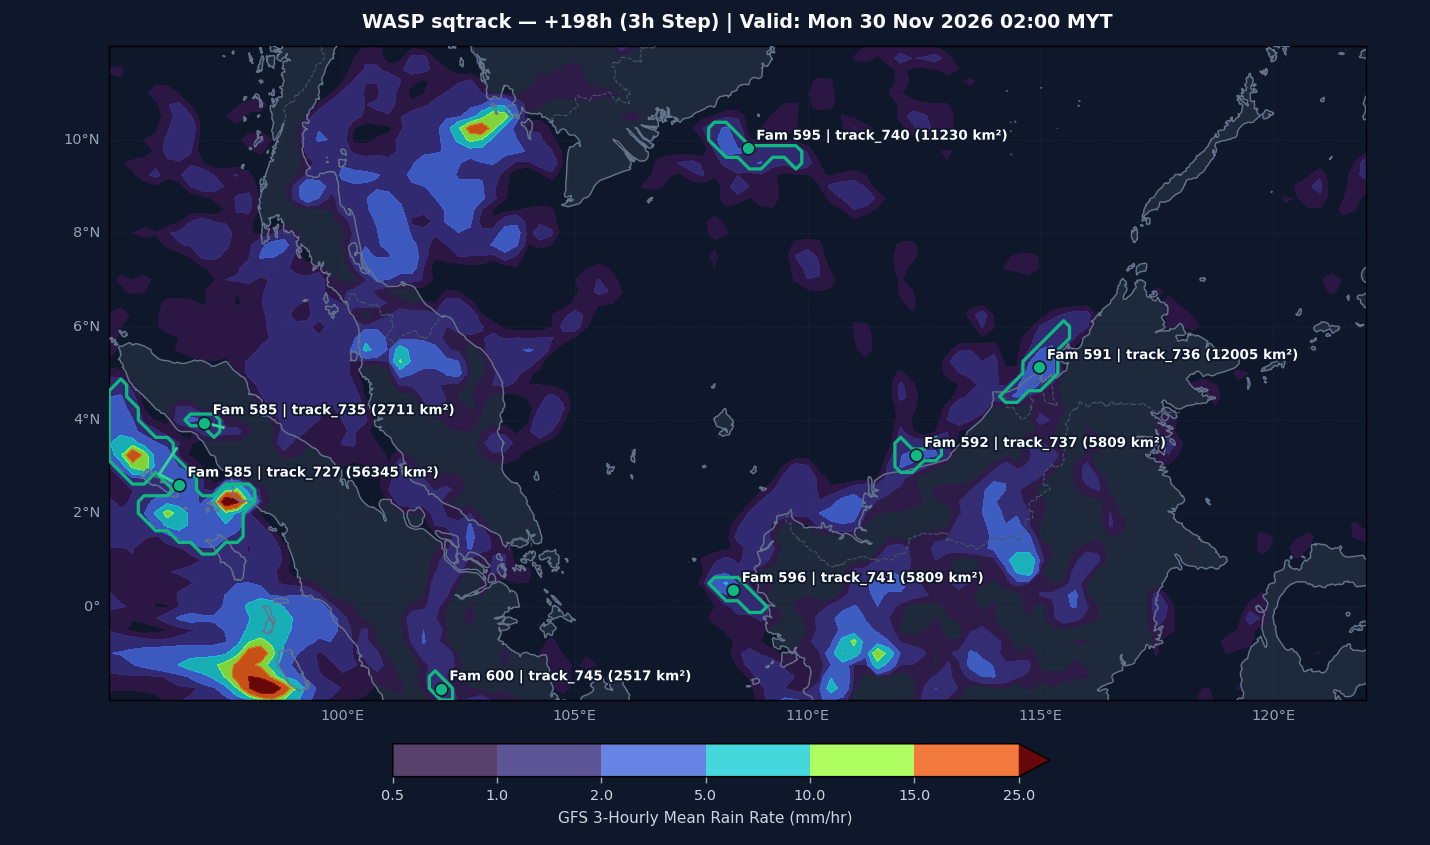 WASP sqtrack — +198h (3h Step) | Valid: Mon 30 Nov 2026 02:00 MYT
10°N
8°N
6°N
4°N
2°N
0°
Fam 595 | track_740 (11230 km²)
Fam 591 | track_736 (12005 km²)
Fam 585 | track_735 (2711 km²)
Fam 592 | track_737 (5809 km²)
Fam 585 | track_727 (56345 km²)
Fam 596 | track_741 (5809 km²)
Fam 600 | track_745 (2517 km²)
100°E 105°E 110°E 115°E 120°E
0.5 1.0 2.0 5.0 10.0 15.0 25.0
GFS 3-Hourly Mean Rain Rate (mm/hr)